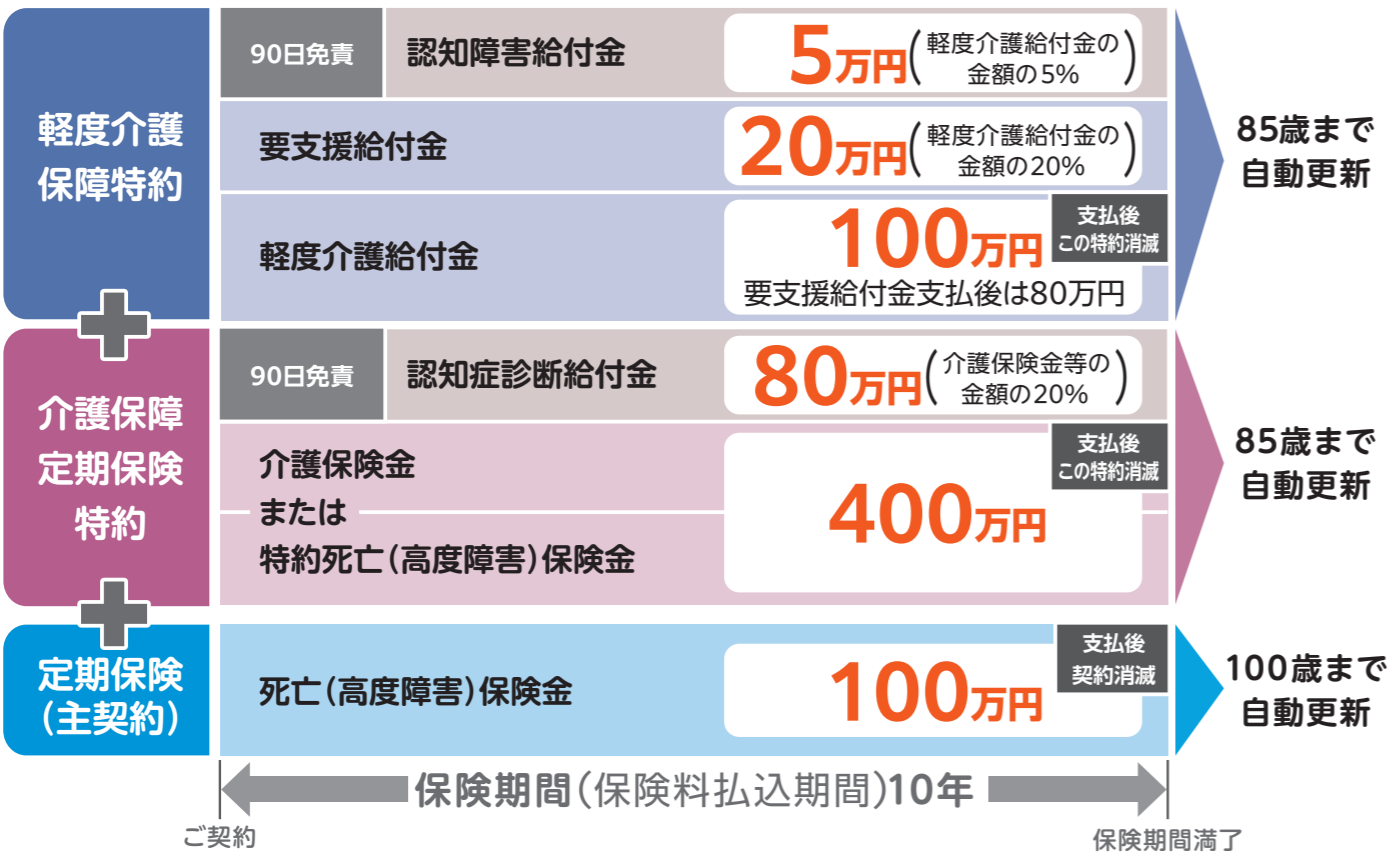 軽度介護
保障特約
90日免責
認知障害給付金
5万円(軽度介護給付金の
金額の5%)
要支援給付金
20万円(軽度介護給付金の
金額の20%)
軽度介護給付金
100万円
支払後
この特約消滅
要支援給付金支払後は80万円
85歳まで
自動更新
介護保障
定期保険
特約
90日免責
認知症診断給付金
80万円(介護保険金等の
金額の20%)
介護保険金
または
特約死亡(高度障害)保険金
400万円
支払後
この特約消滅
85歳まで
自動更新
定期保険
(主契約)
死亡(高度障害)保険金
100万円
支払後
契約消滅
100歳まで
自動更新
保険期間(保険料払込期間)10年
ご契約
保険期間満了